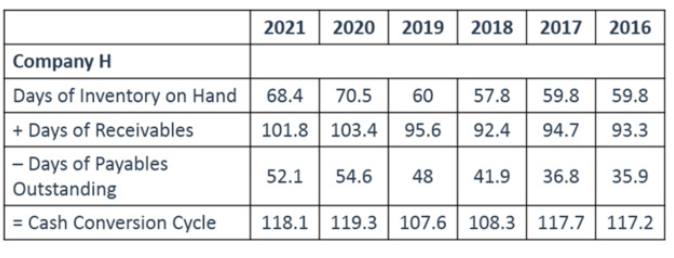 2021 2020 2019 2018 2017 2016
Company H
Days of Inventory on Hand 68.4 70.5 60 57.8 59.8 59.8
+ Days of Receivables 101.8 103.4 95.6 92.4 94.7 93.3
– Days of Payables
Outstanding 52.1 54.6 48 41.9 36.8 35.9
= Cash Conversion Cycle 118.1 119.3 107.6 108.3 117.7 117.2